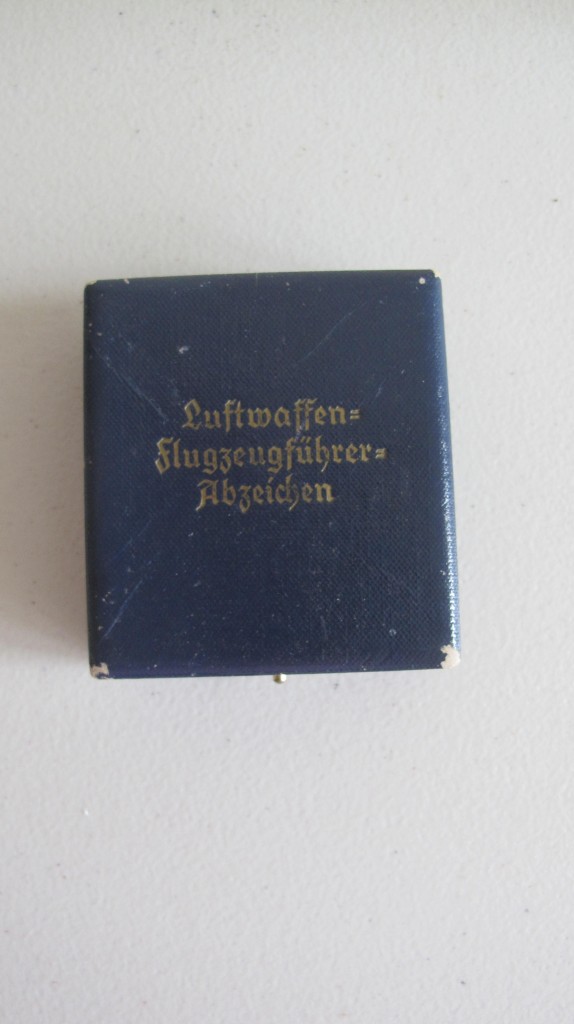 Luftwaffen=
Flugzeugführer=
Abzeichen